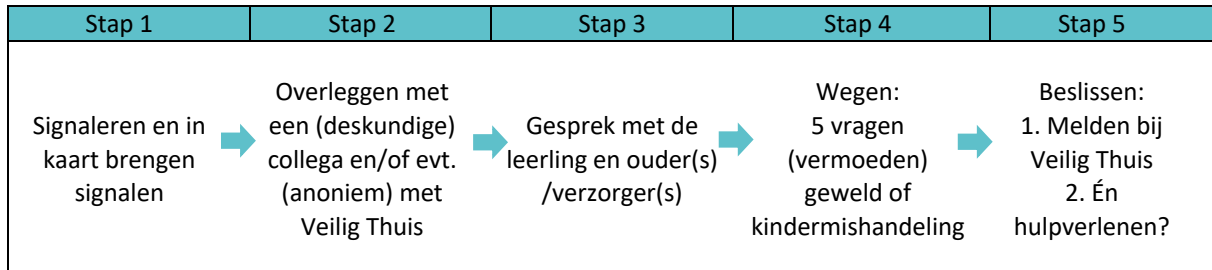 Stap 1
Stap 2
Stap 3
Stap 4
Stap 5
Signaleren en in
kaart brengen
signalen
Overleggen met
een (deskundige)
collega en/of evt.
(anoniem) met
Veilig Thuis
Gesprek met de
leerling en ouder(s)
/verzorger(s)
Wegen:
5 vragen
(vermoeden)
geweld of
kindermishandeling
Beslissen:
1. Melden bij
Veilig Thuis
2. Én
hulpverlenen?